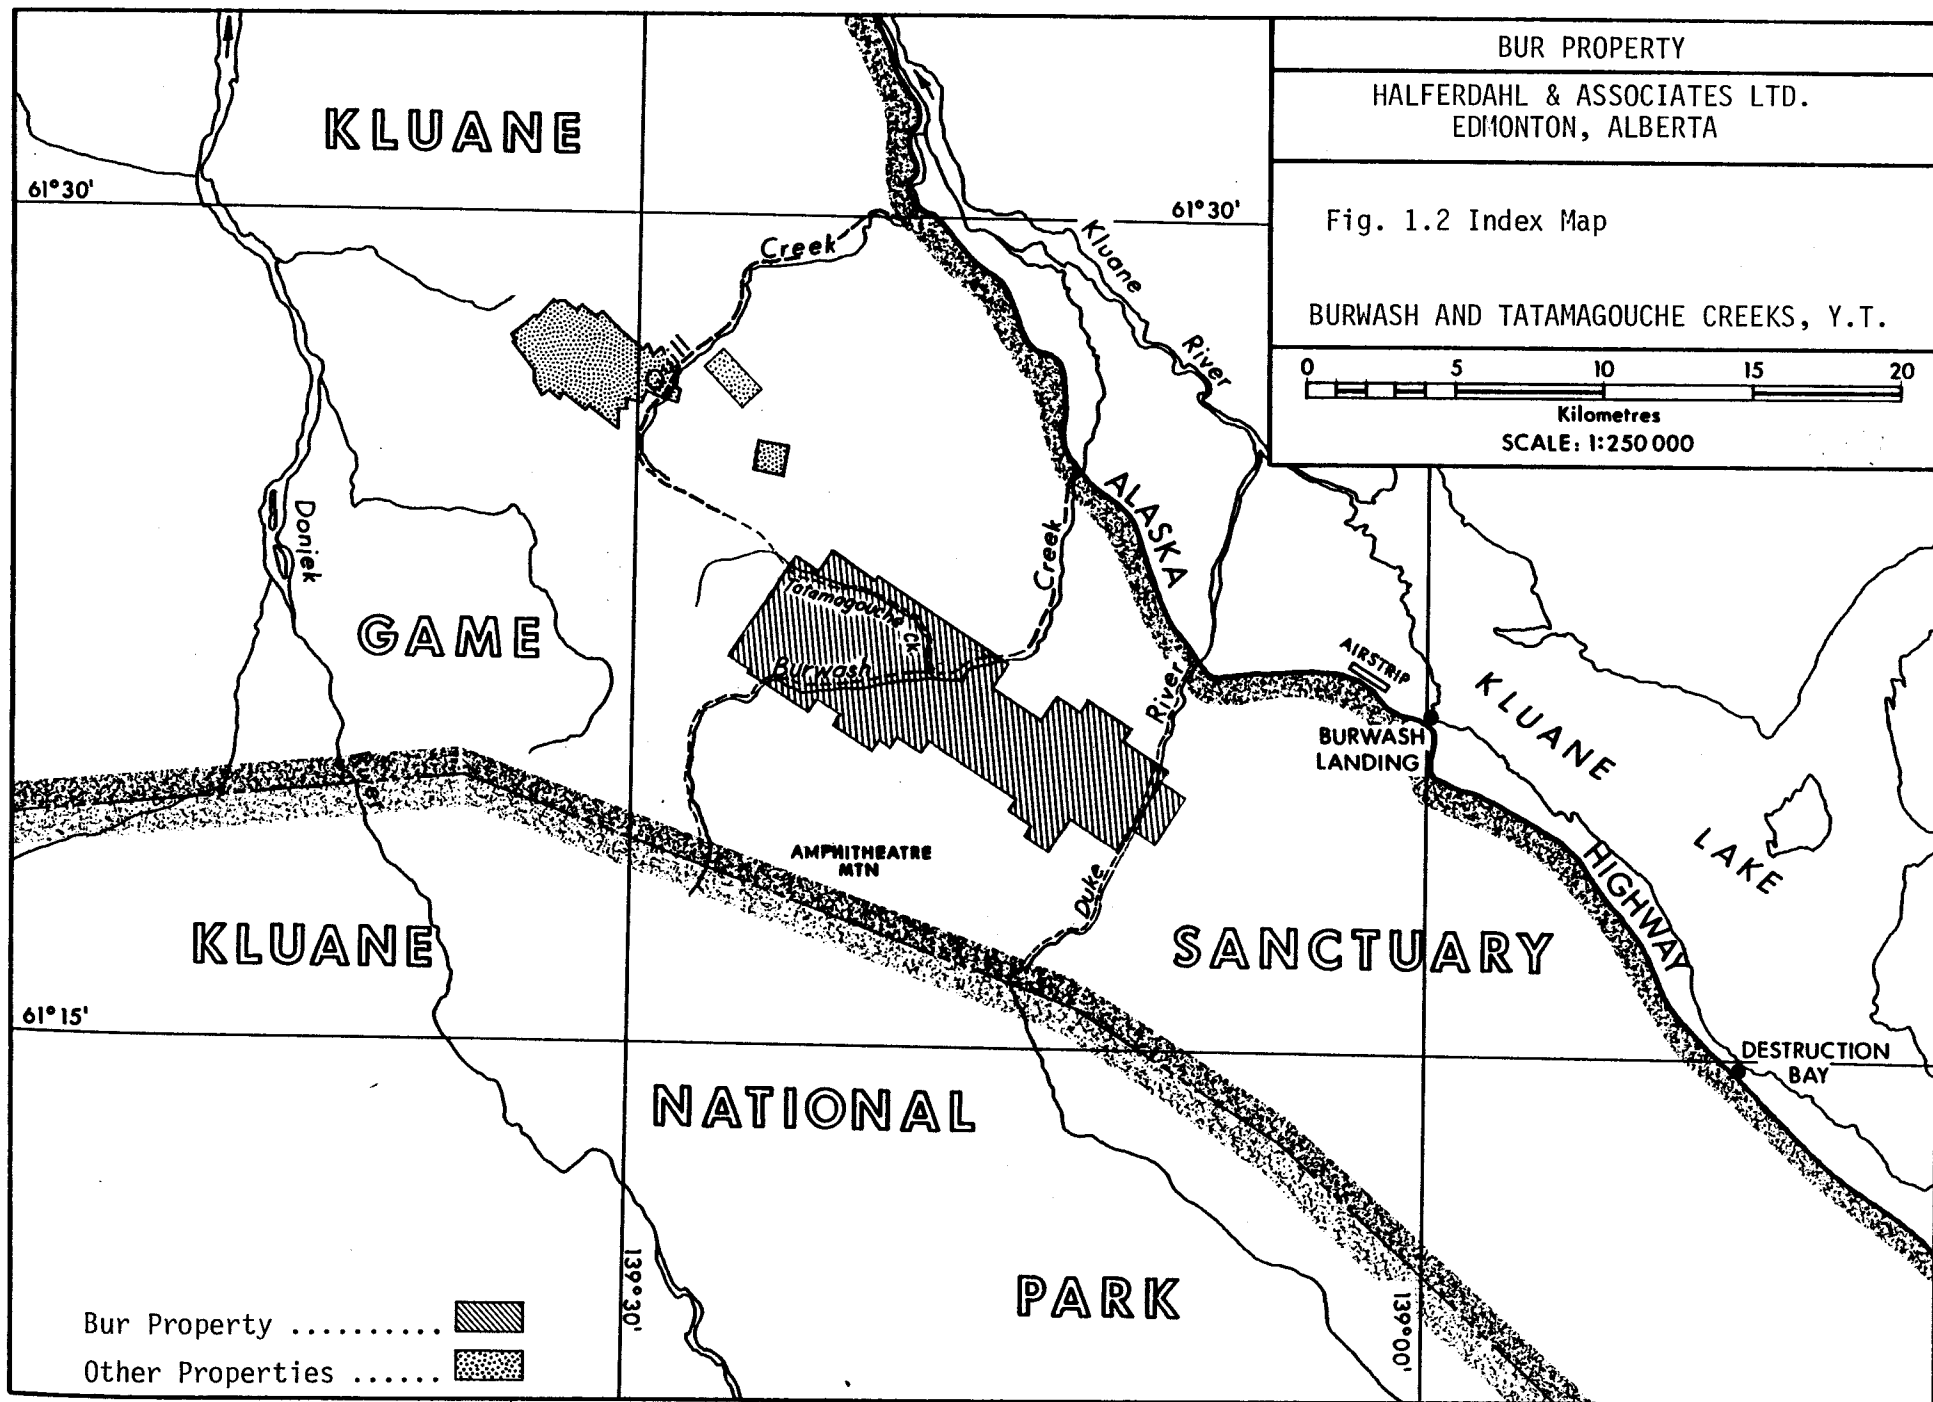 BUR PROPERTY
HALFERDAHL & ASSOCIATES LTD.
EDMONTON, ALBERTA
Fig. 1.2 Index Map
BURWASH AND TATAMAGOUCHE CREEKS, Y.T.
0 5 10 15 20
Kilometres
SCALE: 1:250 000
KLUANE
61°30'
61°30'
Creek
Kluane
River
Quill
ALASKA
Donjek
Creek
GAME
Tatamagouche Ck.
Burwash
River
AIRSTRIP
KLUANE
BURWASH
LANDING
River
LAKE
AMPHITHEATRE
MTN
HIGHWAY
Duke
KLUANE
SANCTUARY
61°15'
DESTRUCTION
BAY
NATIONAL
139°30'
PARK
139°00'
Bur Property ..........
Other Properties ......